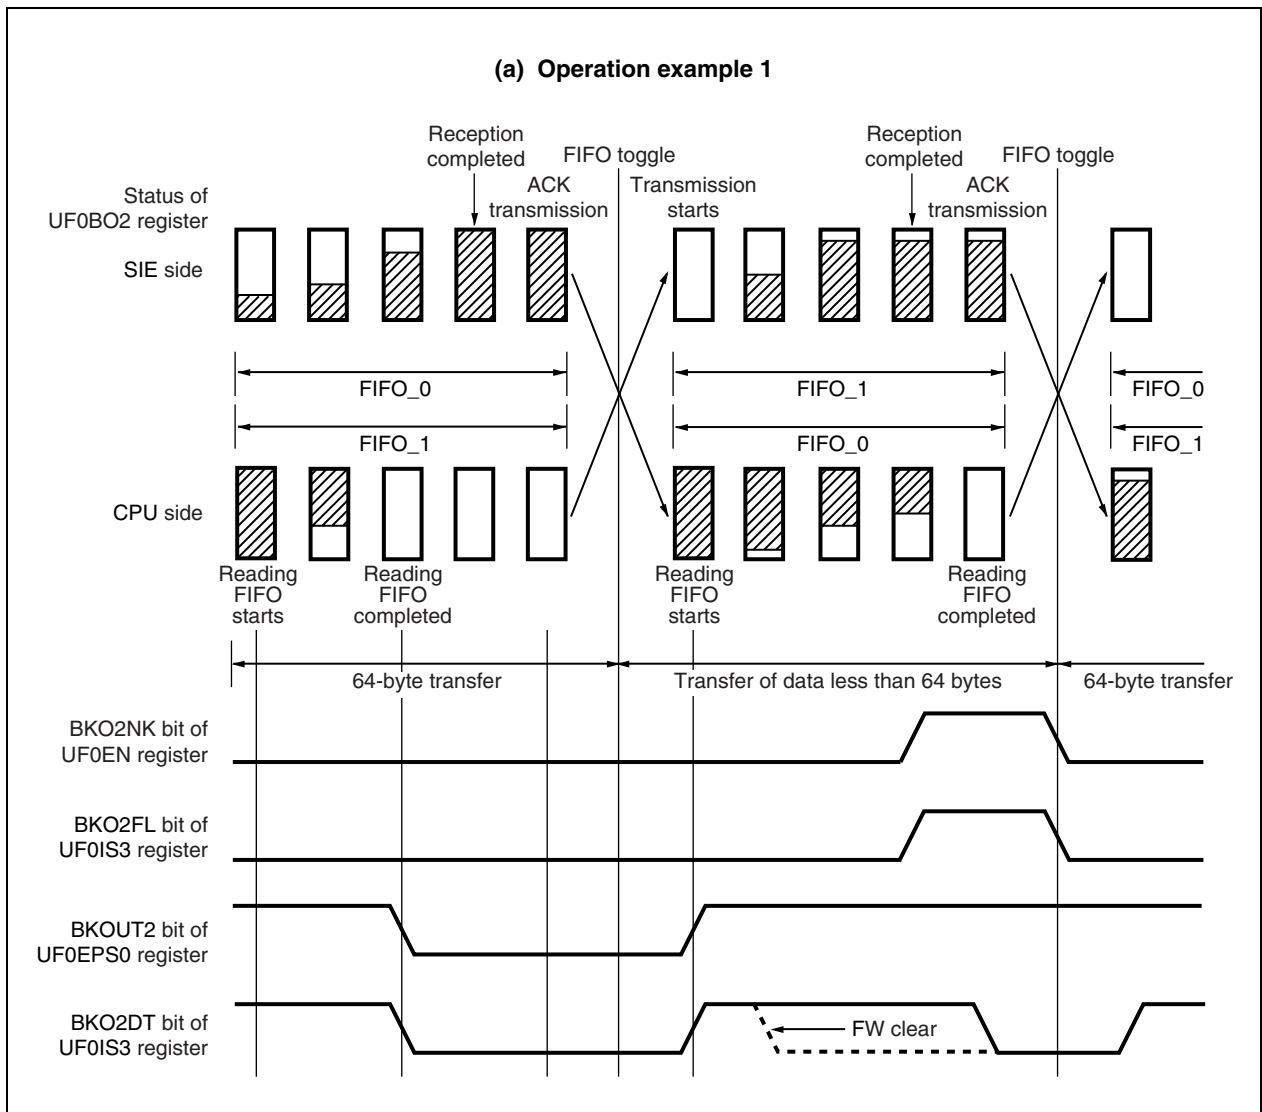 (a) Operation example 1
Reception
completed
FIFO toggle
ACK
transmission
Transmission
starts
Reception
completed
FIFO toggle
ACK
transmission
Status of
UF0BO2 register
SIE side
FIFO_0
FIFO_1
FIFO_0
FIFO_1
FIFO_0
FIFO_1
CPU side
Reading
FIFO
starts
Reading
FIFO
completed
Reading
FIFO
starts
Reading
FIFO
completed
64-byte transfer
Transfer of data less than 64 bytes
64-byte transfer
BKO2NK bit of
UF0EN register
BKO2FL bit of
UF0IS3 register
BKOUT2 bit of
UF0EPS0 register
BKO2DT bit of
UF0IS3 register
FW clear